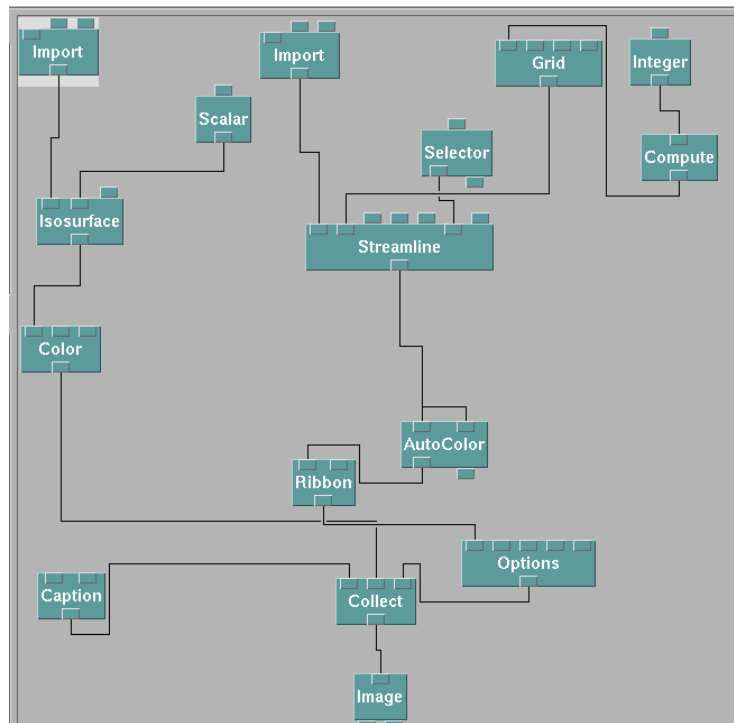 Import
Import
Grid
Integer
Scalar
Selector
Compute
Isosurface
Streamline
Color
AutoColor
Ribbon
Options
Caption
Collect
Image